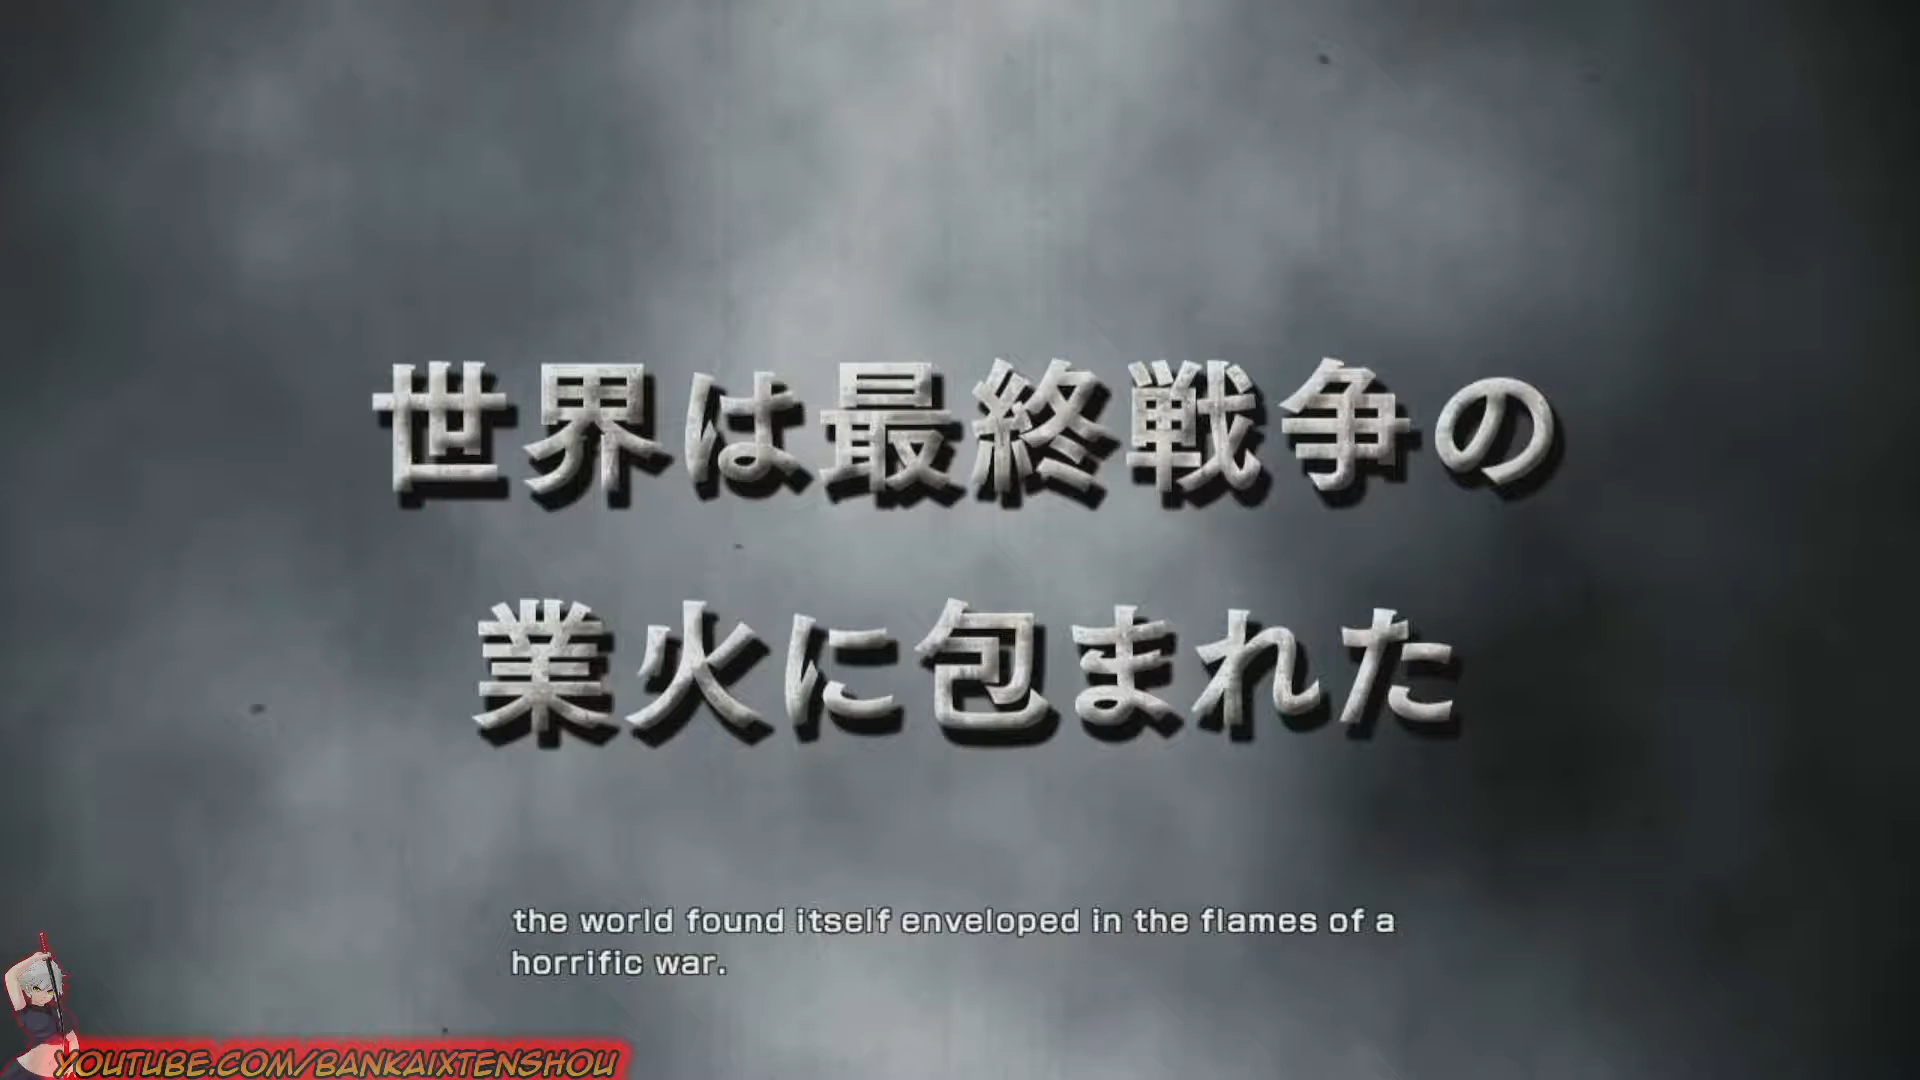 世界は最終戦争の
業火に包まれた
the world found itself enveloped in the flames of a
horrific war.
YOUTUBE.COM/BANKAIXTENSHOU